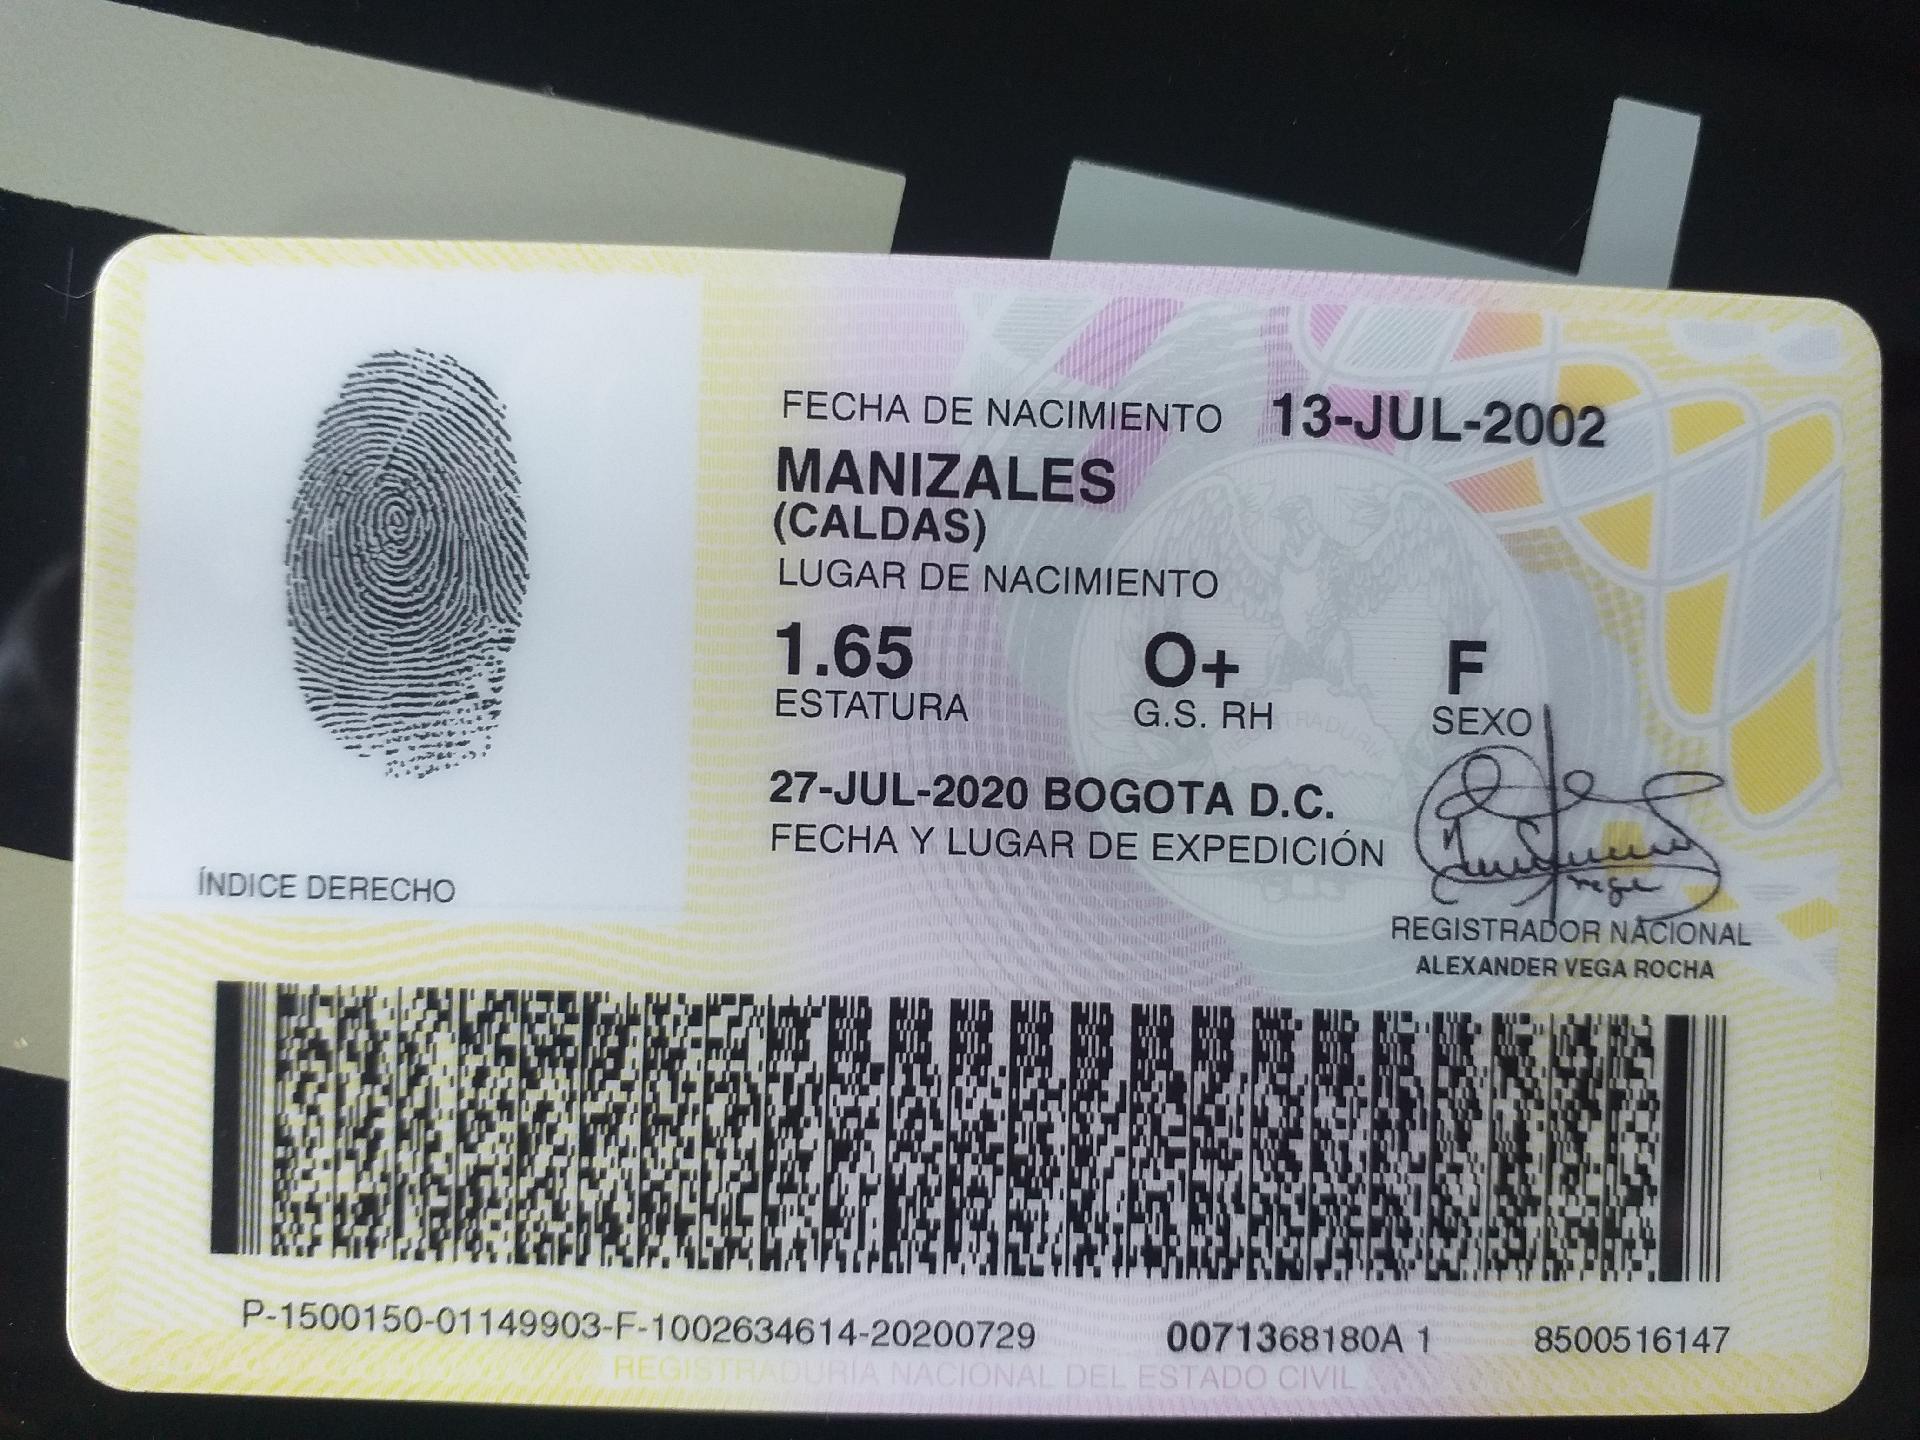 FECHA DE NACIMIENTO 13-JUL-2002
MANIZALES
(CALDAS)
LUGAR DE NACIMIENTO
1.65 O+ F
ESTATURA G.S. RH SEXO
27-JUL-2020 BOGOTA D.C.
FECHA Y LUGAR DE EXPEDICIÓN
ÍNDICE DERECHO
REGISTRADOR NACIONAL
ALEXANDER VEGA ROCHA
P-1500150-01149903-F-1002634614-20200729 0071368180A 1 8500516147
REGISTRADURIA NACIONAL DEL ESTADO CIVIL